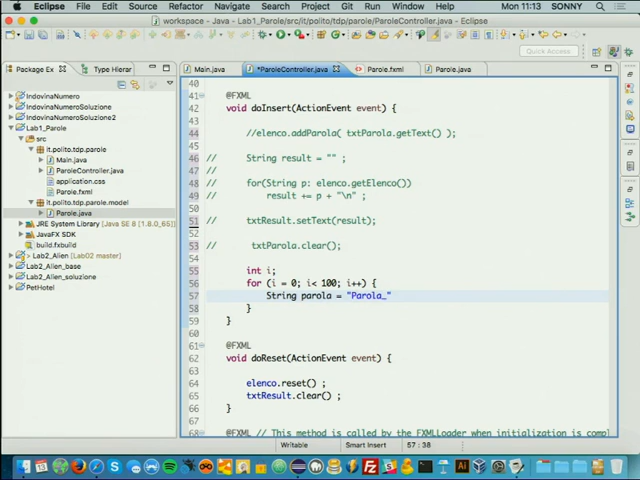 Eclipse File Edit Source Refactor Navigate Search Project Run Window Help Mon 11:13 SONNY
workspace - Java - Lab1_Parole/src/it/polito/tdp/parole/ParoleController.java - Eclipse
Quick Access
Package Ex Type Hierar
Main.java *ParoleController.java Parole.fxml Parole.java
IndovinaNumero
IndovinaNumeroSoluzione
IndovinaNumeroSoluzione2
Lab1_Parole
src
it.polito.tdp.parole
Main.java
ParoleController.java
application.css
Parole.fxml
it.polito.tdp.parole.model
Parole.java
JRE System Library [Java SE 8 [1.8.0_65]]
JavaFX SDK
build.fxbuild
Lab2_Alien [Lab02 master]
Lab2_Alien_base
Lab2_Alien_soluzione
PetHotel
40
41 @FXML
42 void doInsert(ActionEvent event) {
43
44 //elenco.addParola( txtParola.getText() );
45
46 // String result = "" ;
47 //
48 // for(String p: elenco.getElenco())
49 // result += p + "\n" ;
50 //
51 // txtResult.setText(result);
52
53 // txtParola.clear();
54
55 int i;
56 for (i = 0; i< 100; i++) {
57 String parola = "Parola_"
58 }
59 }
60
61 @FXML
62 void doReset(ActionEvent event) {
63
64 elenco.reset() ;
65 txtResult.clear() ;
66 }
67
68 @FXML // This method is called by the FXMLLoader when initialization is compl
Writable Smart Insert 57 : 38